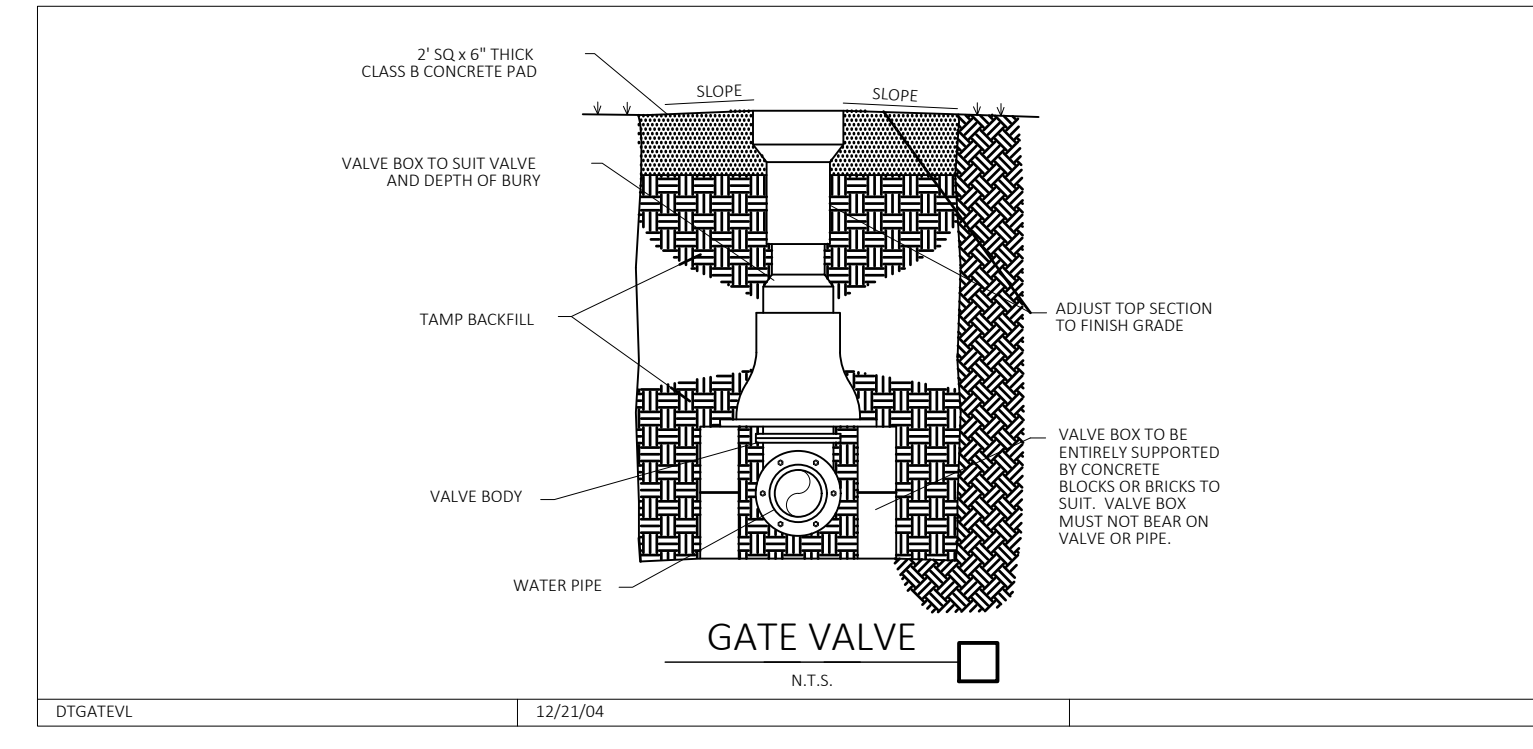 2' SQ x 6" THICK
CLASS B CONCRETE PAD
SLOPE
SLOPE
VALVE BOX TO SUIT VALVE
AND DEPTH OF BURY
TAMP BACKFILL
ADJUST TOP SECTION
TO FINISH GRADE
VALVE BODY
VALVE BOX TO BE
ENTIRELY SUPPORTED
BY CONCRETE
BLOCKS OR BRICKS TO
SUIT. VALVE BOX
MUST NOT BEAR ON
VALVE OR PIPE.
WATER PIPE
GATE VALVE
N.T.S.
DTGATEVL
12/21/04